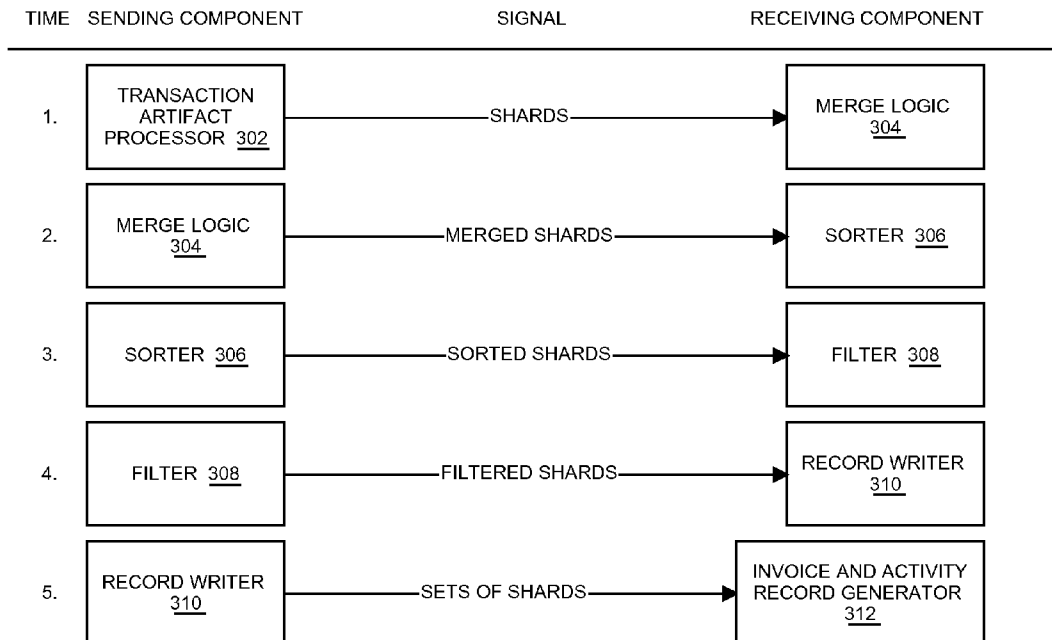 TIME SENDING COMPONENT SIGNAL RECEIVING COMPONENT
1.
TRANSACTION
ARTIFACT
PROCESSOR 302
SHARDS
MERGE LOGIC
304
2.
MERGE LOGIC
304
MERGED SHARDS
SORTER 306
3.
SORTER 306
SORTED SHARDS
FILTER 308
4.
FILTER 308
FILTERED SHARDS
RECORD WRITER
310
5.
RECORD WRITER
310
SETS OF SHARDS
INVOICE AND ACTIVITY
RECORD GENERATOR
312